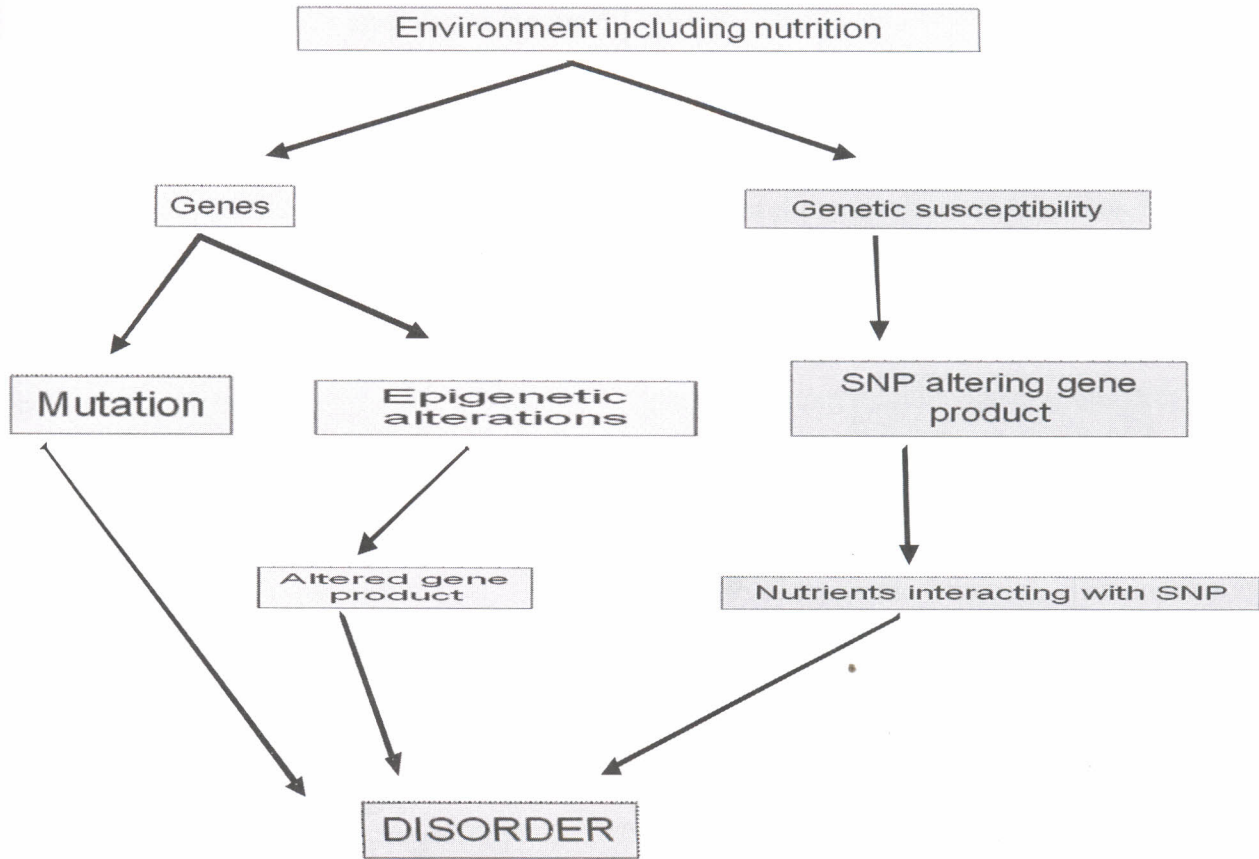 Environment including nutrition
Genes
Genetic susceptibility
Mutation
Epigenetic
alterations
SNP altering gene
product
Altered gene
product
Nutrients interacting with SNP
DISORDER